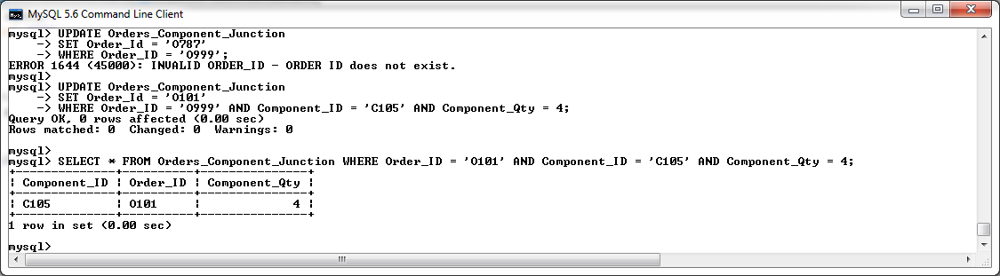 MySQL 5.6 Command Line Client
mysql> UPDATE Orders_Component_Junction
    -> SET Order_Id = 'O787'
    -> WHERE Order_ID = 'O999';
ERROR 1644 (45000): INVALID ORDER_ID - ORDER ID does not exist.
mysql>
mysql> UPDATE Orders_Component_Junction
    -> SET Order_Id = 'O101'
    -> WHERE Order_ID = 'O999' AND Component_ID = 'C105' AND Component_Qty = 4;
Query OK, 0 rows affected (0.00 sec)
Rows matched: 0  Changed: 0  Warnings: 0
mysql>
mysql> SELECT * FROM Orders_Component_Junction WHERE Order_ID = 'O101' AND Component_ID = 'C105' AND Component_Qty = 4;
+--------------+----------+---------------+
| Component_ID | Order_ID | Component_Qty |
+--------------+----------+---------------+
| C105         | O101     |             4 |
+--------------+----------+---------------+
1 row in set (0.00 sec)
mysql>